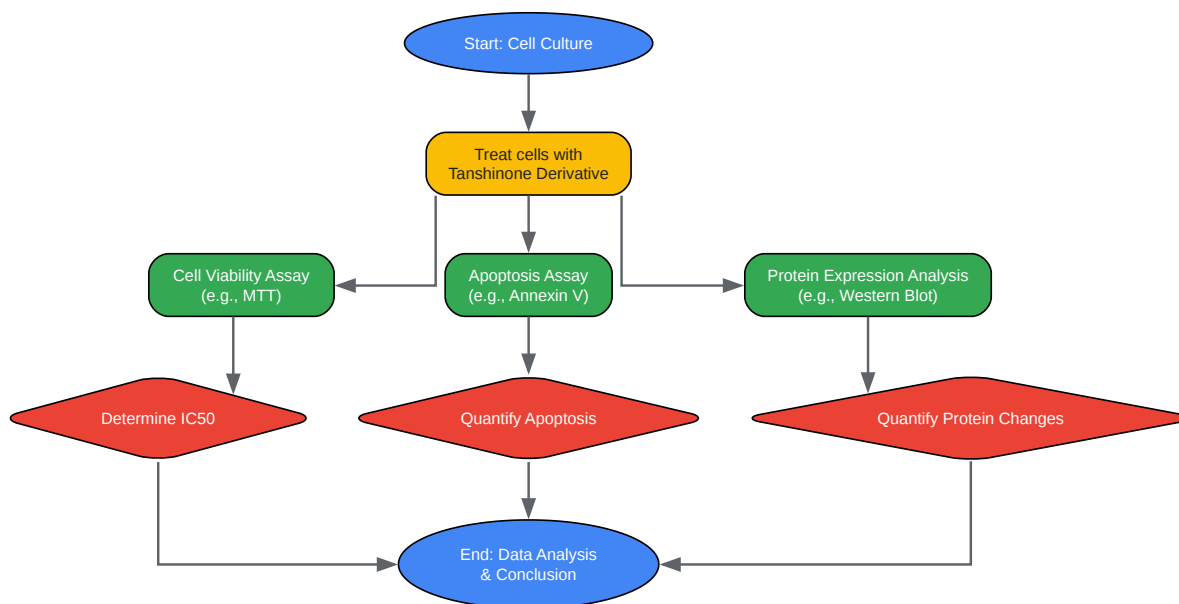 Start: Cell Culture
Treat cells with
Tanshinone Derivative
Cell Viability Assay
(e.g., MTT)
Apoptosis Assay
(e.g., Annexin V)
Protein Expression Analysis
(e.g., Western Blot)
Determine IC50
Quantify Apoptosis
Quantify Protein Changes
End: Data Analysis
& Conclusion